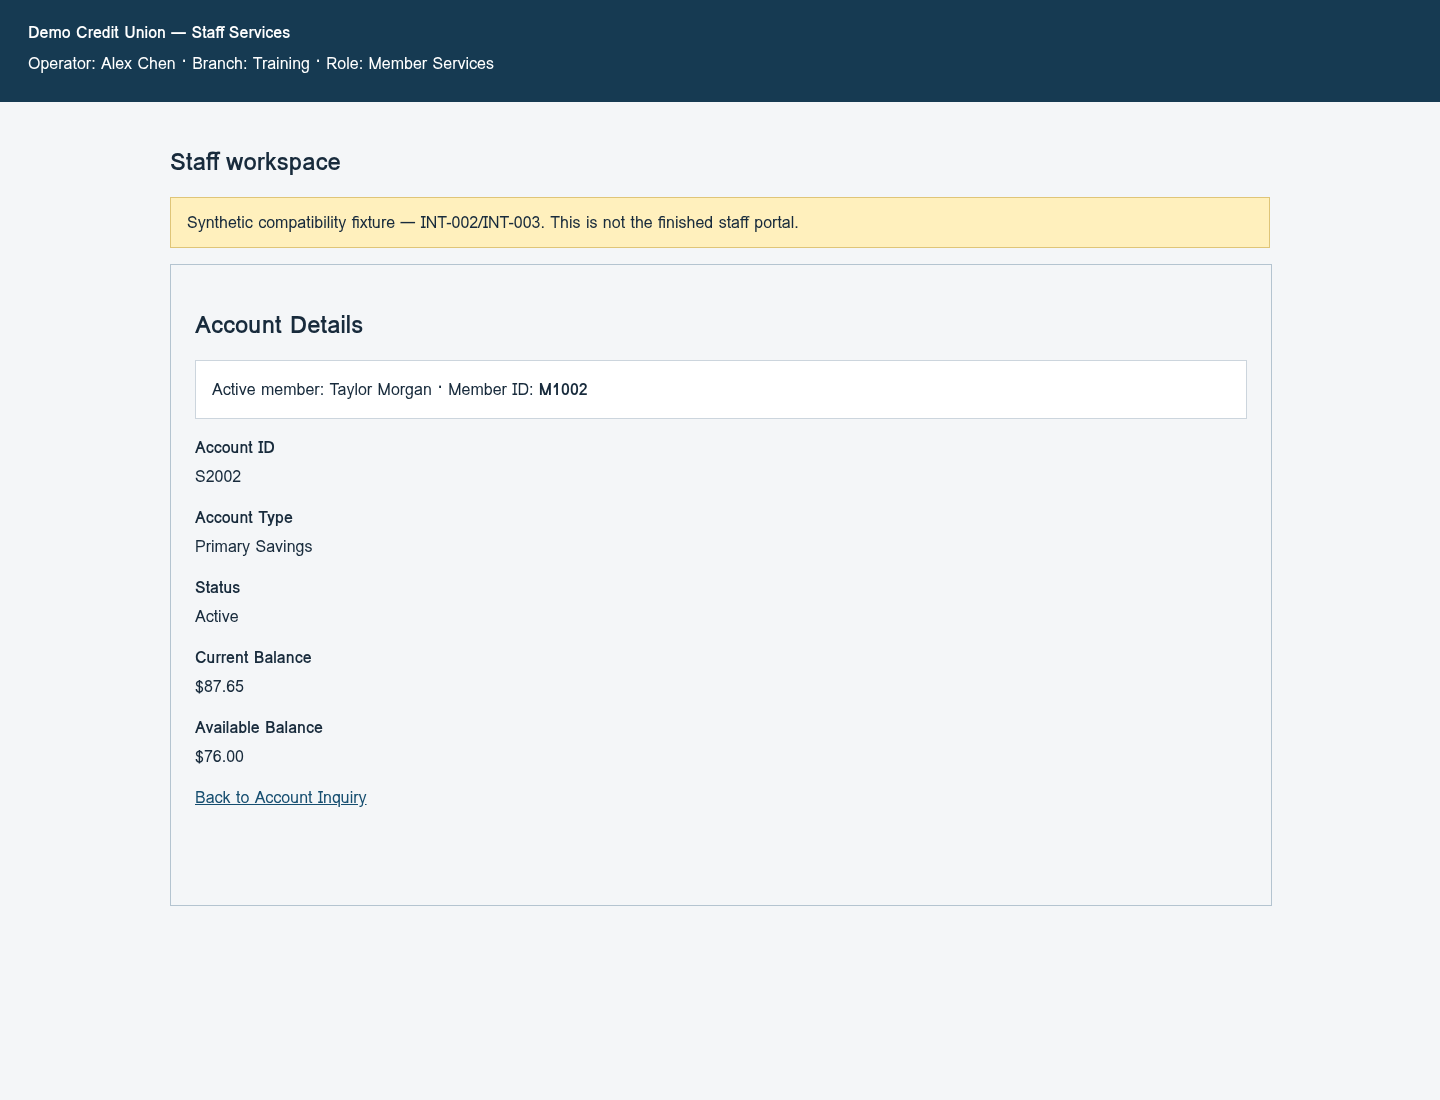 Demo Credit Union — Staff Services
Operator: Alex Chen · Branch: Training · Role: Member Services
Staff workspace
Synthetic compatibility fixture — INT-002/INT-003. This is not the finished staff portal.
Account Details
Active member: Taylor Morgan · Member ID: M1002
Account ID
S2002
Account Type
Primary Savings
Status
Active
Current Balance
$87.65
Available Balance
$76.00
Back to Account Inquiry